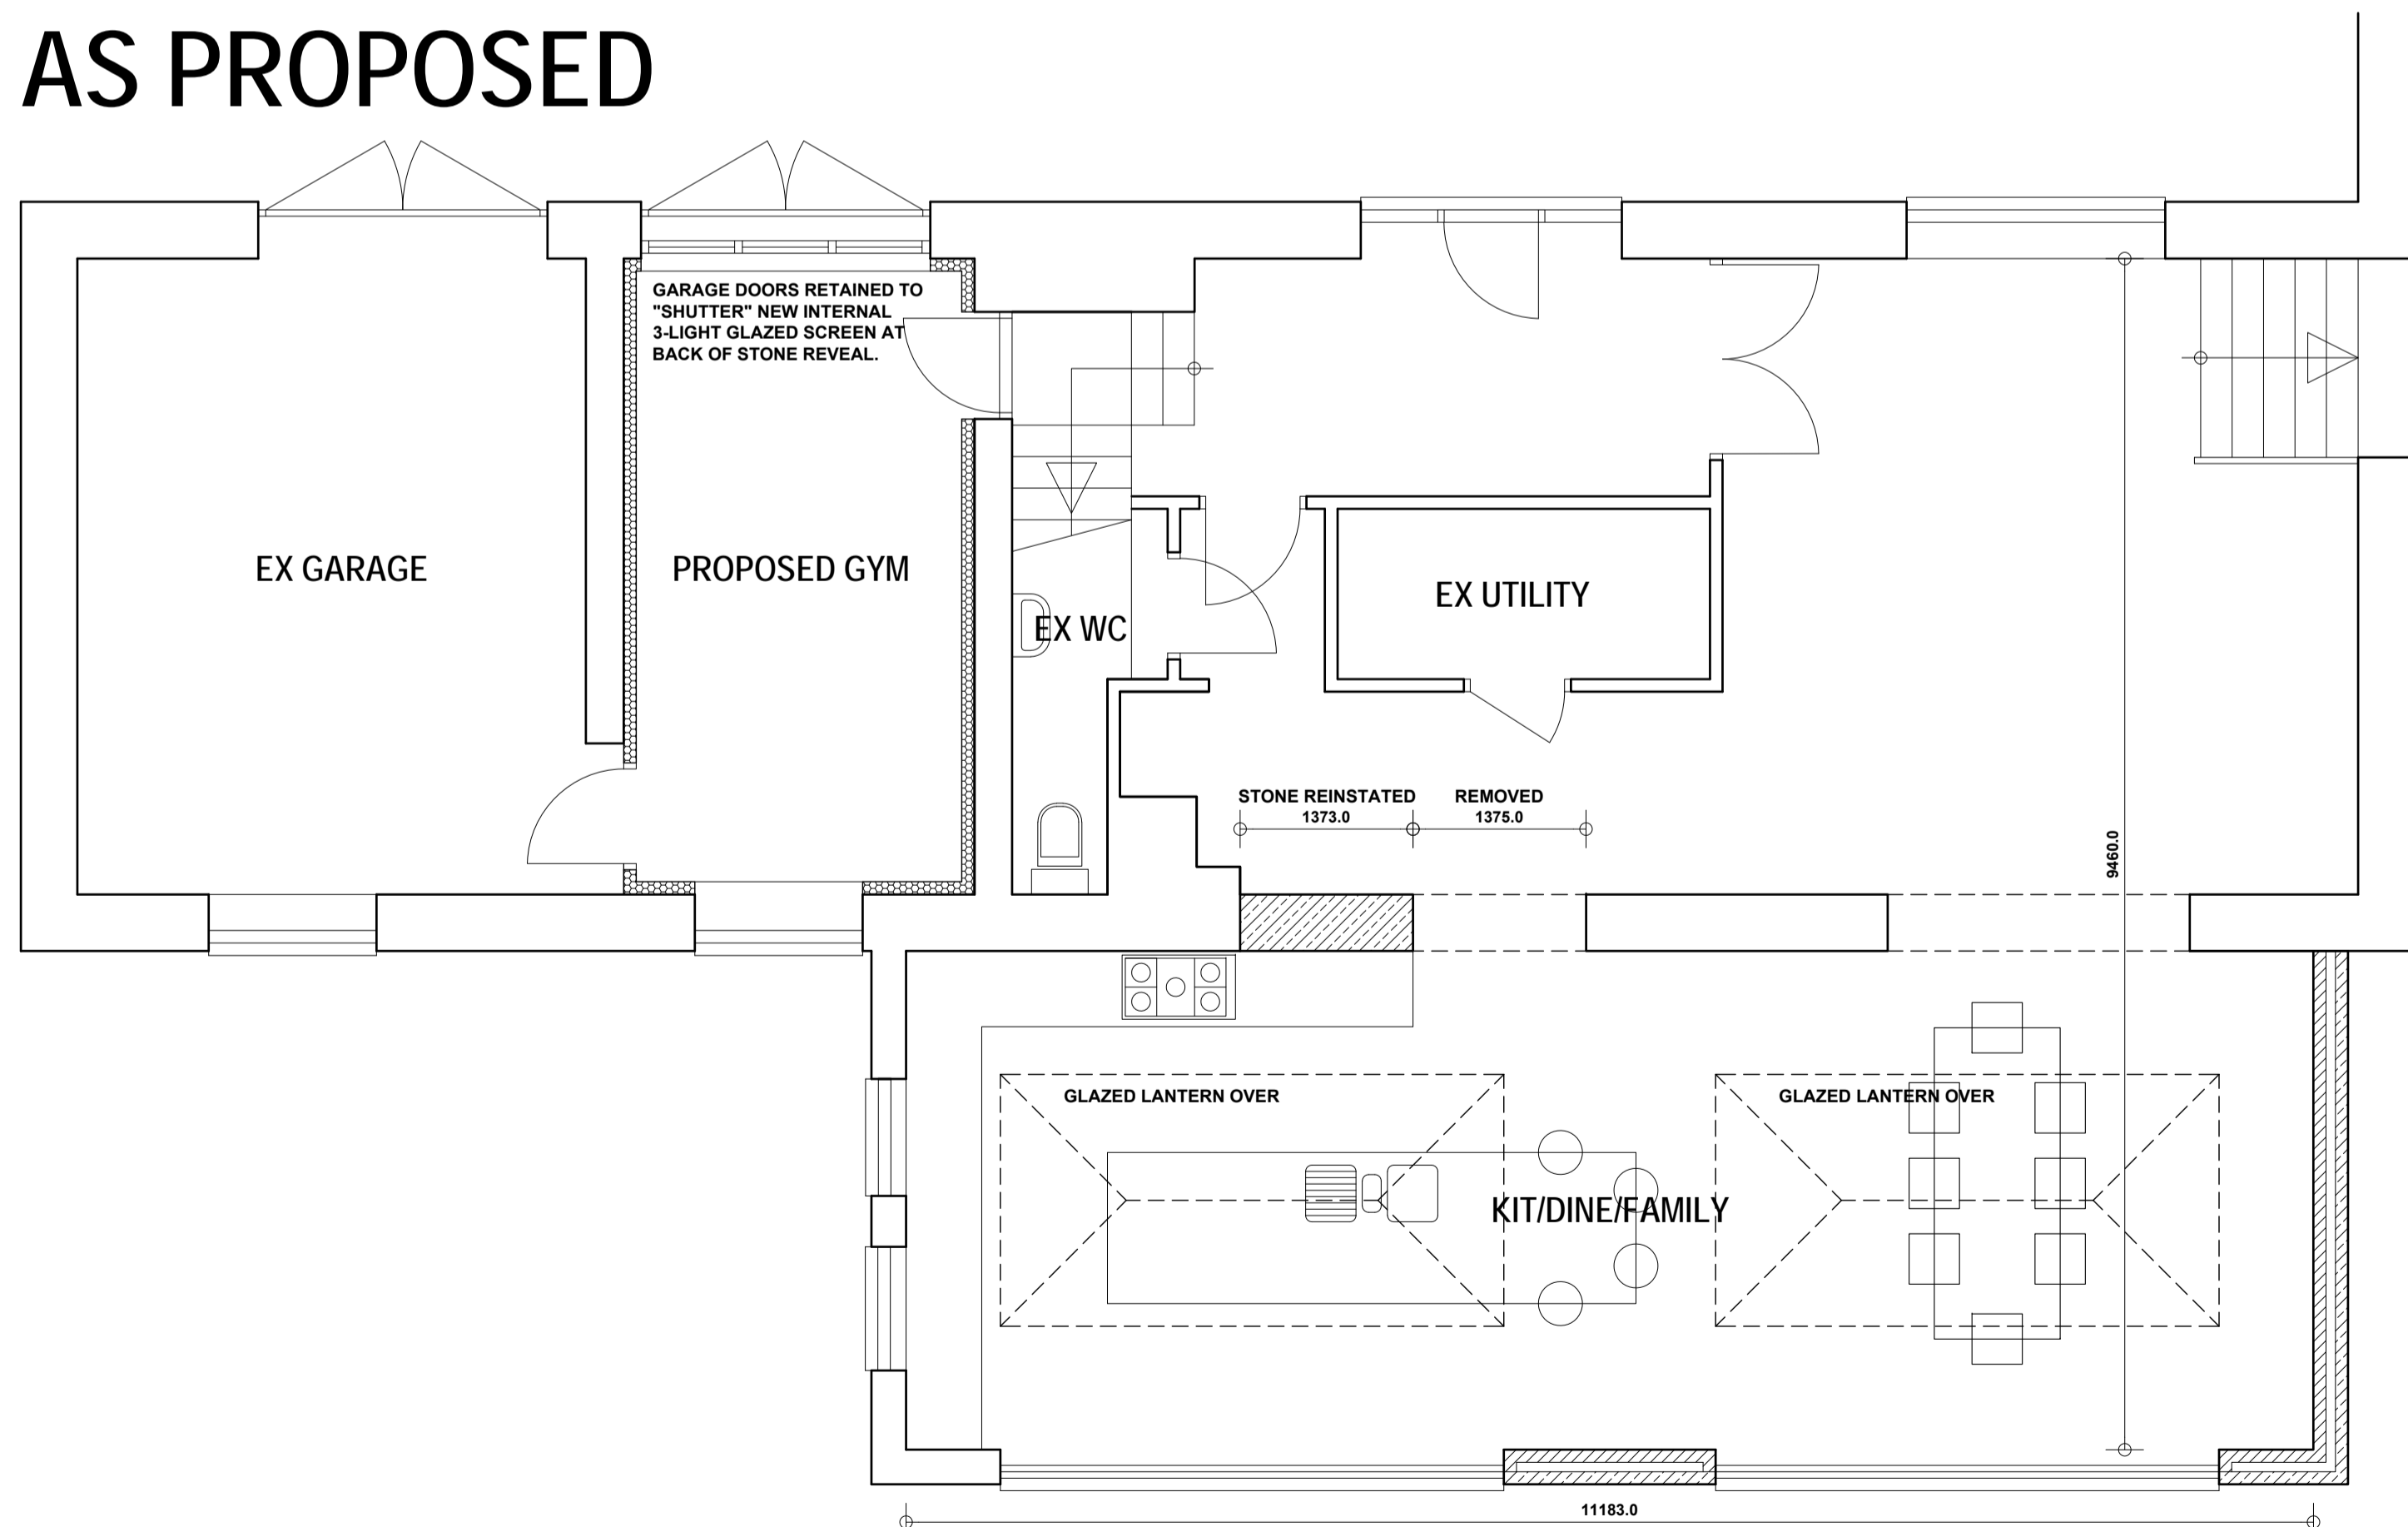 AS PROPOSED
GARAGE DOORS RETAINED TO
"SHUTTER" NEW INTERNAL
3-LIGHT GLAZED SCREEN AT
BACK OF STONE REVEAL.
EX GARAGE
PROPOSED GYM
EX WC
EX UTILITY
STONE REINSTATED
1373.0
REMOVED
1375.0
9460.0
GLAZED LANTERN OVER
GLAZED LANTERN OVER
KIT/DINE/FAMILY
11183.0